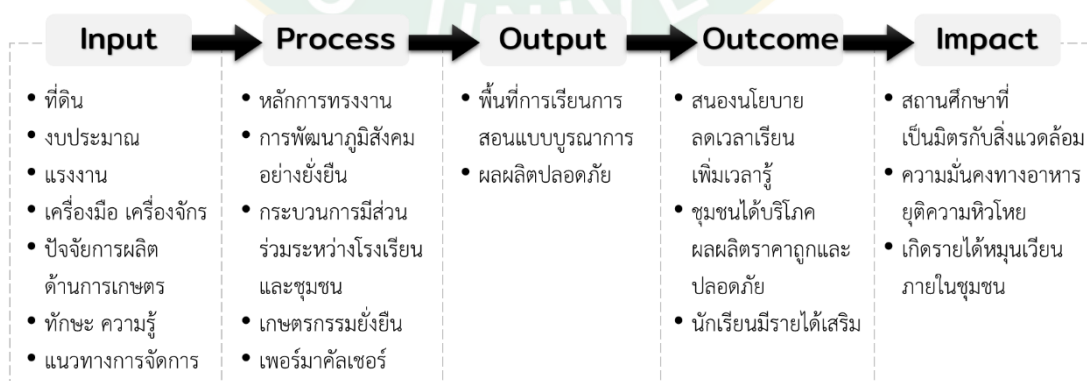 Input
Process
Output
Outcome
Impact
• ที่ดิน
• งบประมาณ
• แรงงาน
• เครื่องมือ เครื่องจักร
• ปัจจัยการผลิต
ด้านการเกษตร
• ทักษะ ความรู้
• แนวทางการจัดการ
• หลักการทรงงาน
• การพัฒนาภูมิสังคม
อย่างยั่งยืน
• กระบวนการมีส่วน
ร่วมระหว่างโรงเรียน
และชุมชน
• เกษตรกรรมยั่งยืน
• เพอร์มาคัลเชอร์
• พื้นที่การเรียนการ
สอนแบบบูรณาการ
• ผลผลิตปลอดภัย
• สนองนโยบาย
ลดเวลาเรียน
เพิ่มเวลารู้
• ชุมชนได้บริโภค
ผลผลิตราคาถูกและ
ปลอดภัย
• นักเรียนมีรายได้เสริม
• สถานศึกษาที่
เป็นมิตรกับสิ่งแวดล้อม
• ความมั่นคงทางอาหาร
ยุติความหิวโหย
• เกิดรายได้หมุนเวียน
ภายในชุมชน